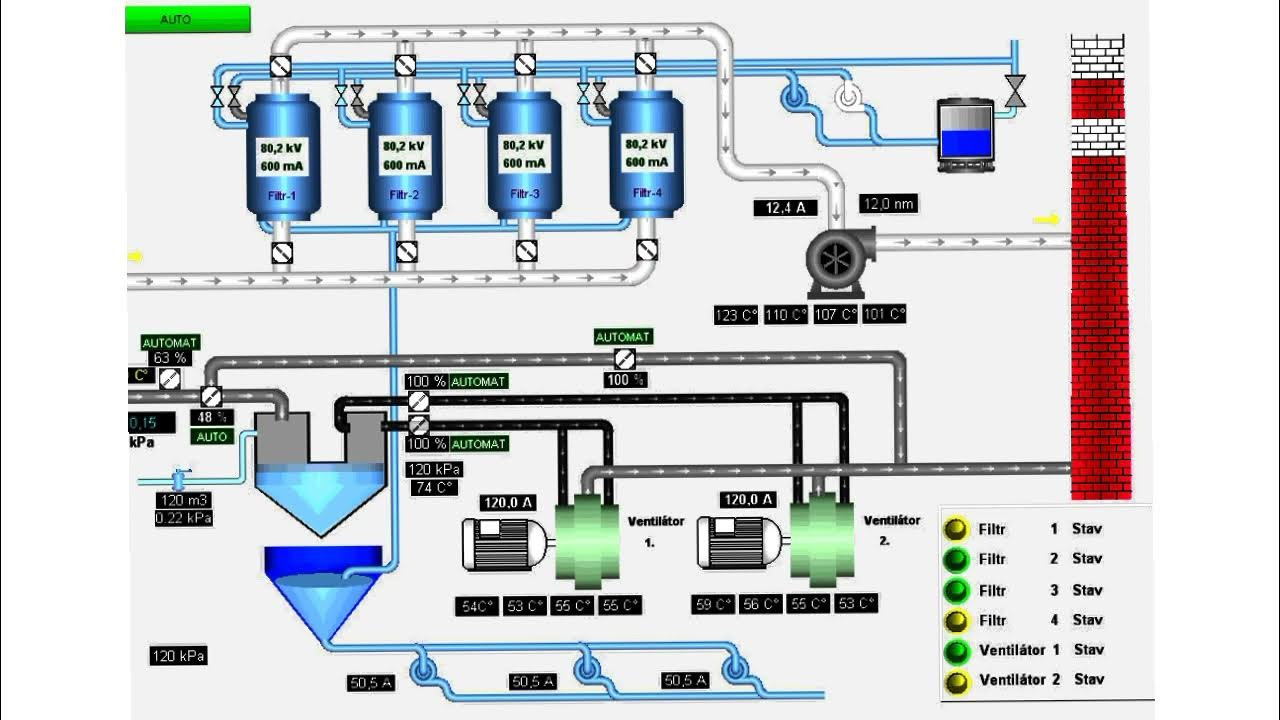 AUTO
80,2 kV
600 mA
Filtr-1
80,2 kV
600 mA
Filtr-2
80,2 kV
600 mA
Filtr-3
80,2 kV
600 mA
Filtr-4
12,4 A
12,0 nm
123 C°
110 C°
107 C°
101 C°
AUTOMAT
63 %
C°
AUTOMAT
100 %
48 %
AUTO
0,15
kPa
100 % AUTOMAT
100 % AUTOMAT
120 kPa
74 C°
120 m3
0.22 kPa
120,0 A
Ventilátor
1.
120,0 A
Ventilátor
2.
54C°
53 C°
55 C°
55 C°
59 C°
56 C°
55 C°
53 C°
120 kPa
50,5 A
50,5 A
50,5 A
Filtr 1 Stav
Filtr 2 Stav
Filtr 3 Stav
Filtr 4 Stav
Ventilátor 1 Stav
Ventilátor 2 Stav